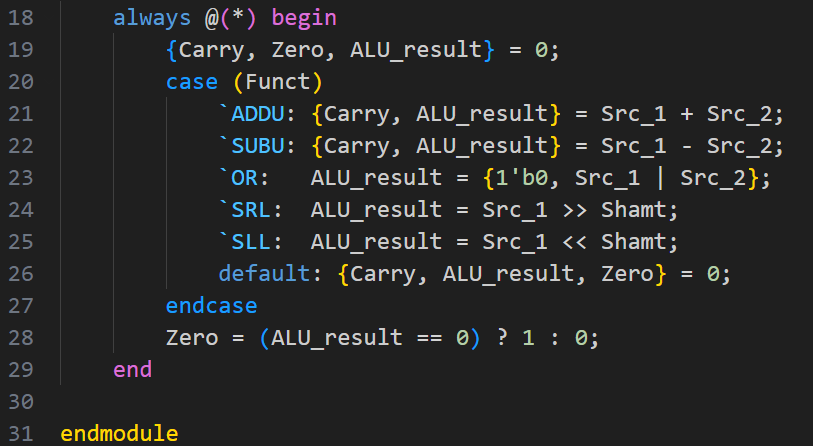 18 always @(*) begin
19 {Carry, Zero, ALU_result} = 0;
20 case (Funct)
21 `ADDU: {Carry, ALU_result} = Src_1 + Src_2;
22 `SUBU: {Carry, ALU_result} = Src_1 - Src_2;
23 `OR:   ALU_result = {1'b0, Src_1 | Src_2};
24 `SRL:  ALU_result = Src_1 >> Shamt;
25 `SLL:  ALU_result = Src_1 << Shamt;
26 default: {Carry, ALU_result, Zero} = 0;
27 endcase
28 Zero = (ALU_result == 0) ? 1 : 0;
29 end
30
31 endmodule